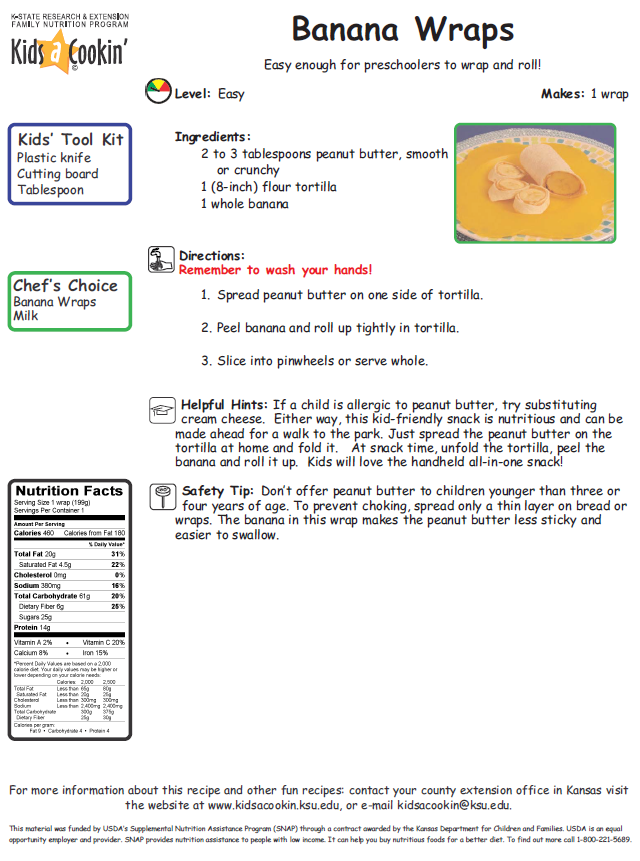 K-STATE RESEARCH & EXTENSION
FAMILY NUTRITION PROGRAM
Kids a Cookin'
©
Banana Wraps
Easy enough for preschoolers to wrap and roll!
Level: Easy
Makes: 1 wrap
Kids' Tool Kit
Plastic knife
Cutting board
Tablespoon
Ingredients:
2 to 3 tablespoons peanut butter, smooth
or crunchy
1 (8-inch) flour tortilla
1 whole banana
Chef's Choice
Banana Wraps
Milk
Directions:
Remember to wash your hands!
1. Spread peanut butter on one side of tortilla.
2. Peel banana and roll up tightly in tortilla.
3. Slice into pinwheels or serve whole.
Helpful Hints: If a child is allergic to peanut butter, try substituting
cream cheese. Either way, this kid-friendly snack is nutritious and can be
made ahead for a walk to the park. Just spread the peanut butter on the
tortilla at home and fold it. At snack time, unfold the tortilla, peel the
banana and roll it up. Kids will love the handheld all-in-one snack!
Safety Tip: Don't offer peanut butter to children younger than three or
four years of age. To prevent choking, spread only a thin layer on bread or
wraps. The banana in this wrap makes the peanut butter less sticky and
easier to swallow.
Nutrition Facts
Serving Size 1 wrap (199g)
Servings Per Container 1
Amount Per Serving
Calories 460 Calories from Fat 180
% Daily Value*
Total Fat 20g 31%
Saturated Fat 4.5g 22%
Cholesterol 0mg 0%
Sodium 380mg 16%
Total Carbohydrate 61g 20%
Dietary Fiber 6g 25%
Sugars 25g
Protein 14g
Vitamin A 2% • Vitamin C 20%
Calcium 8% • Iron 15%
*Percent Daily Values are based on a 2,000
calorie diet. Your daily values may be higher or
lower depending on your calorie needs:
Calories: 2,000 2,500
Total Fat Less than 65g 80g
Saturated Fat Less than 20g 25g
Cholesterol Less than 300mg 300mg
Sodium Less than 2,400mg 2,400mg
Total Carbohydrate 300g 375g
Dietary Fiber 25g 30g
Calories per gram:
Fat 9 • Carbohydrate 4 • Protein 4
For more information about this recipe and other fun recipes: contact your county extension office in Kansas visit
the website at www.kidsacookin.ksu.edu, or e-mail kidsacookin@ksu.edu.
This material was funded by USDA's Supplemental Nutrition Assistance Program (SNAP) through a contract awarded by the Kansas Department for Children and Families. USDA is an equal
opportunity employer and provider. SNAP provides nutrition assistance to people with low income. It can help you buy nutritious foods for a better diet. To find out more call 1-800-221-5689.